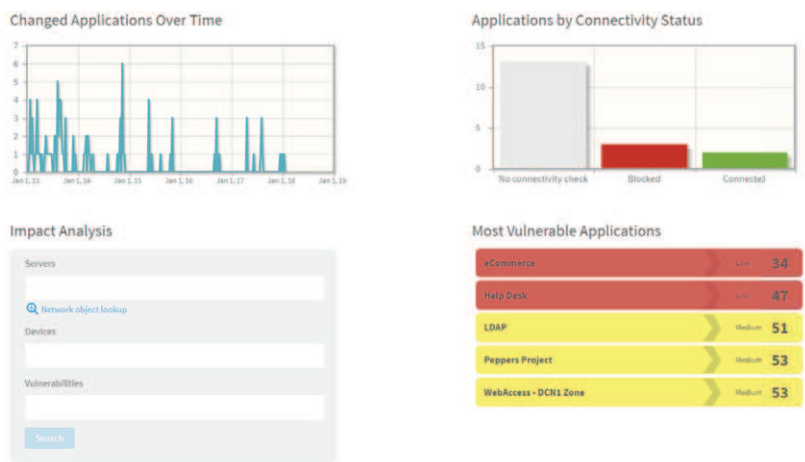 Changed Applications Over Time
7
6
5
4
3
2
1
0
Jan 1, 13 Jan 1, 14 Jan 1, 15 Jan 1, 16 Jan 1, 17 Jan 1, 18 Jan 1, 19
Applications by Connectivity Status
15
10
5
0
No connectivity check Blocked Connected
Impact Analysis
Servers
Network object lookup
Devices
Vulnerabilities
Search
Most Vulnerable Applications
eCommerce Low 34
Help Desk Low 47
LDAP Medium 51
Peppers Project Medium 53
WebAccess - DCN1 Zone Medium 53